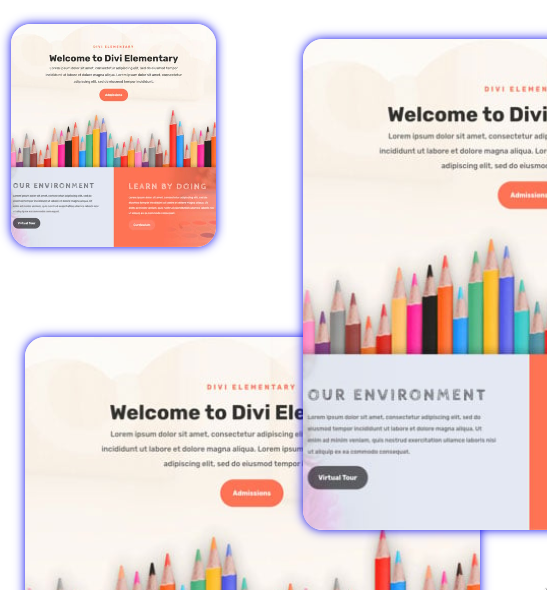 DIVI ELEMENTARY
Welcome to Divi Elementary
Lorem ipsum dolor sit amet, consectetur adipiscing elit, sed do eiusmod tempor
incididunt ut labore et dolore magna aliqua. Lorem ipsum dolor sit amet, consectetur
adipiscing elit, sed do eiusmod tempor incididunt.
Admissions
OUR ENVIRONMENT
Virtual Tour
LEARN BY DOING
DIVI ELEMEN
Welcome to Divi
Lorem ipsum dolor sit amet, consectetur adip
incididunt ut labore et dolore magna aliqua. Lor
adipiscing elit, sed do eiusmo
Admissions
OUR ENVIRONMENT
Lorem ipsum dolor sit amet, consectetur adipiscing elit, sed do
eiusmod tempor incididunt ut labore et dolore magna aliqua. Ut
enim ad minim veniam, quis nostrud exercitation ullamco laboris nisi
ut aliquip ex ea commodo consequat.
Virtual Tour
DIVI ELEMENTARY
Welcome to Divi Ele
Lorem ipsum dolor sit amet, consectetur adipiscing el
incididunt ut labore et dolore magna aliqua. Lorem ipsum
adipiscing elit, sed do eiusmod tempor
Admissions